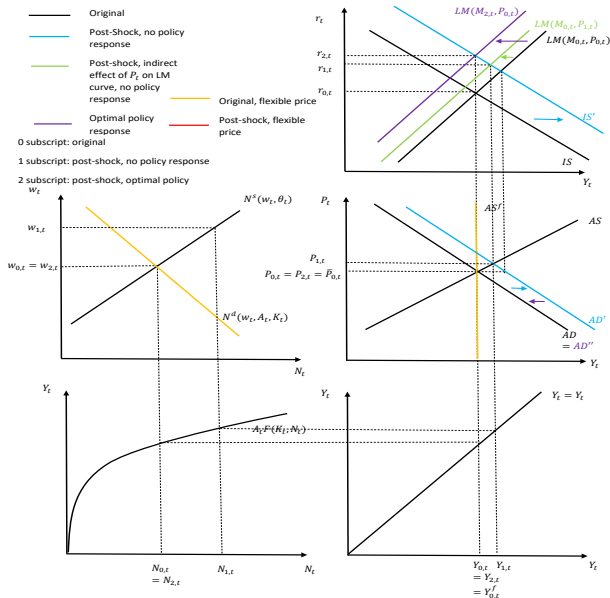 Original
Post-Shock, no policy
response
Post-shock, indirect
effect of P_t on LM
curve, no policy
response
Optimal policy
response
Original, flexible price
Post-shock, flexible
price
0 subscript: original
1 subscript: post-shock, no policy response
2 subscript: post-shock, optimal policy
r_t
LM(M_{2,t}, P_{0,t})
LM(M_{0,t}, P_{1,t})
LM(M_{0,t}, P_{0,t})
r_{2,t}
r_{1,t}
r_{0,t}
IS'
IS
Y_t
w_t
N^s(w_t, θ_t)
w_{1,t}
w_{0,t} = w_{2,t}
N^d(w_t, A_t, K_t)
N_t
P_t
AS^f
AS
P_{1,t}
P_{0,t} = P_{2,t} = P̄_{0,t}
AD'
AD
= AD''
Y_t
Y_t
A_tF(K_t, N_t)
N_{0,t}
= N_{2,t}
N_{1,t}
N_t
Y_t
Y_t = Y_t
Y_{0,t}
= Y_{2,t}
= Y^f_{0,t}
Y_{1,t}
Y_t